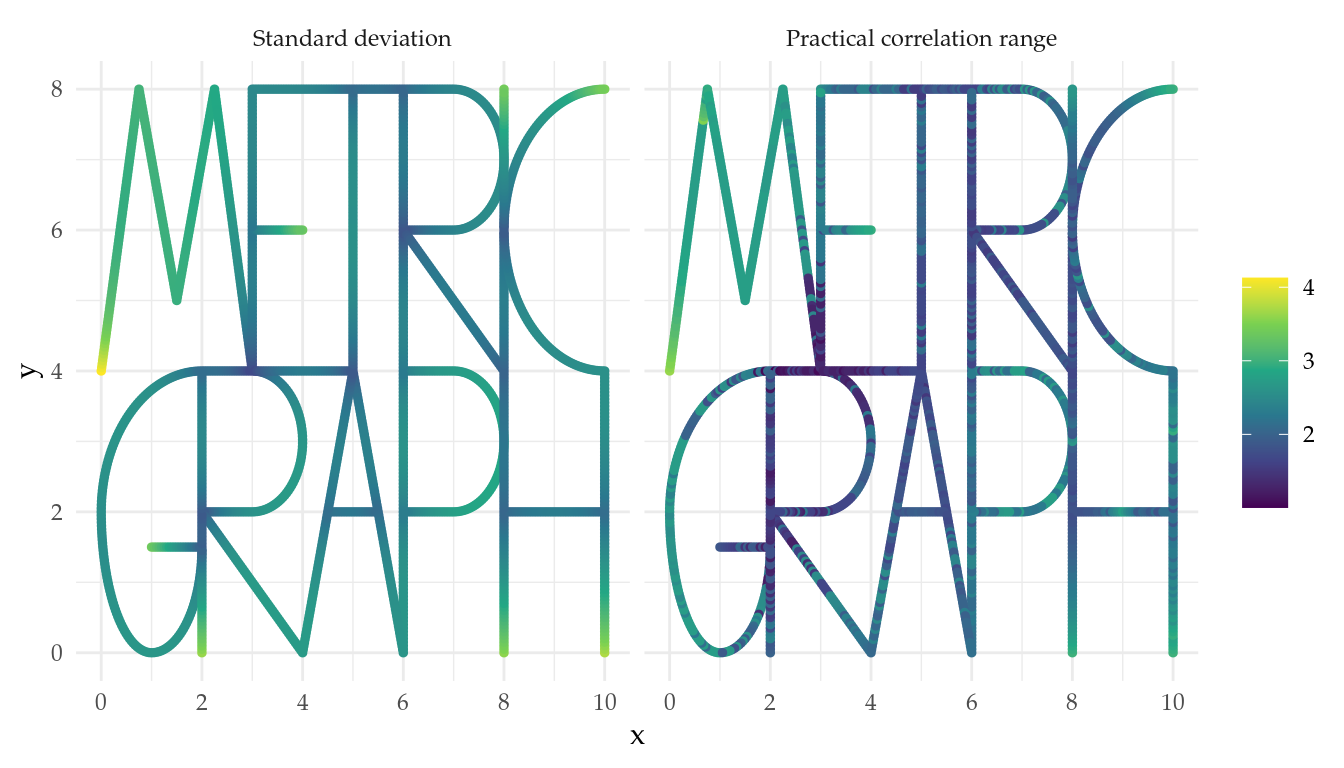 Standard deviation
Practical correlation range
y
8
6
4
2
0
METRIC
GRAPH
METRIC
GRAPH
0 2 4 6 8 10
0 2 4 6 8 10
x
4
3
2